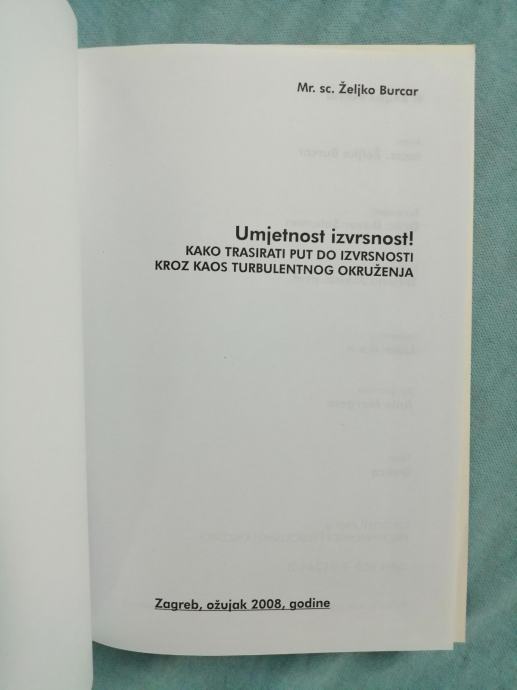 Mr. sc. Željko Burcar
Umjetnost izvrsnost!
KAKO TRASIRATI PUT DO IZVRSNOSTI
KROZ KAOS TURBULENTNOG OKRUŽENJA
Zagreb, ožujak 2008, godine